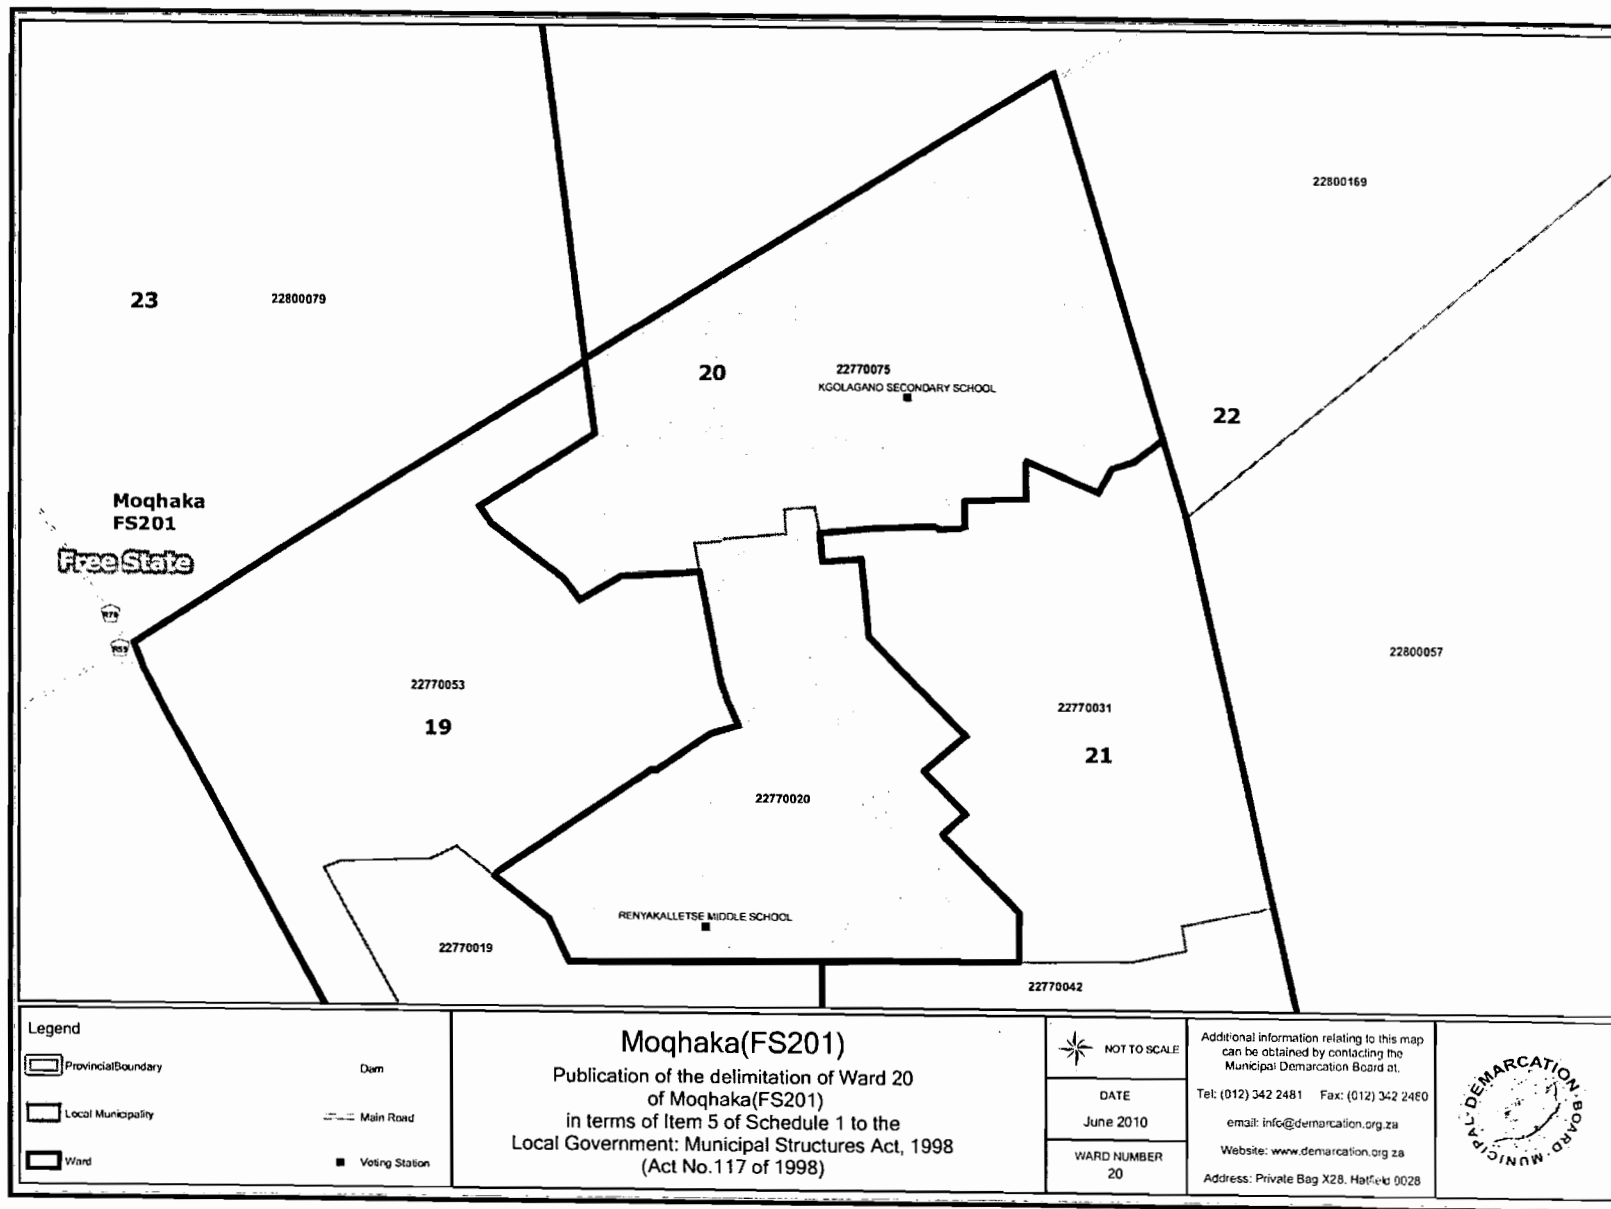 22800169
23
22800079
20
22770075
KGOLAGANO SECONDARY SCHOOL
22
Moqhaka
FS201
Free State
R76
R59
22800057
22770053
19
22770031
21
22770020
RENYAKALLETSE MIDDLE SCHOOL
22770019
22770042
Legend
ProvincialBoundary
Dam
Local Municipality
Main Road
Ward
Voting Station
Moqhaka(FS201)
Publication of the delimitation of Ward 20
of Moqhaka(FS201)
in terms of Item 5 of Schedule 1 to the
Local Government: Municipal Structures Act, 1998
(Act No.117 of 1998)
NOT TO SCALE
DATE
June 2010
WARD NUMBER
20
Additional information relating to this map
can be obtained by contacting the
Municipal Demarcation Board at.
Tel: (012) 342 2481 Fax: (012) 342 2480
email: info@demarcation.org.za
Website: www.demarcation.org za
Address: Private Bag X28, Hatfield 0028
MUNICIPAL DEMARCATION BOARD